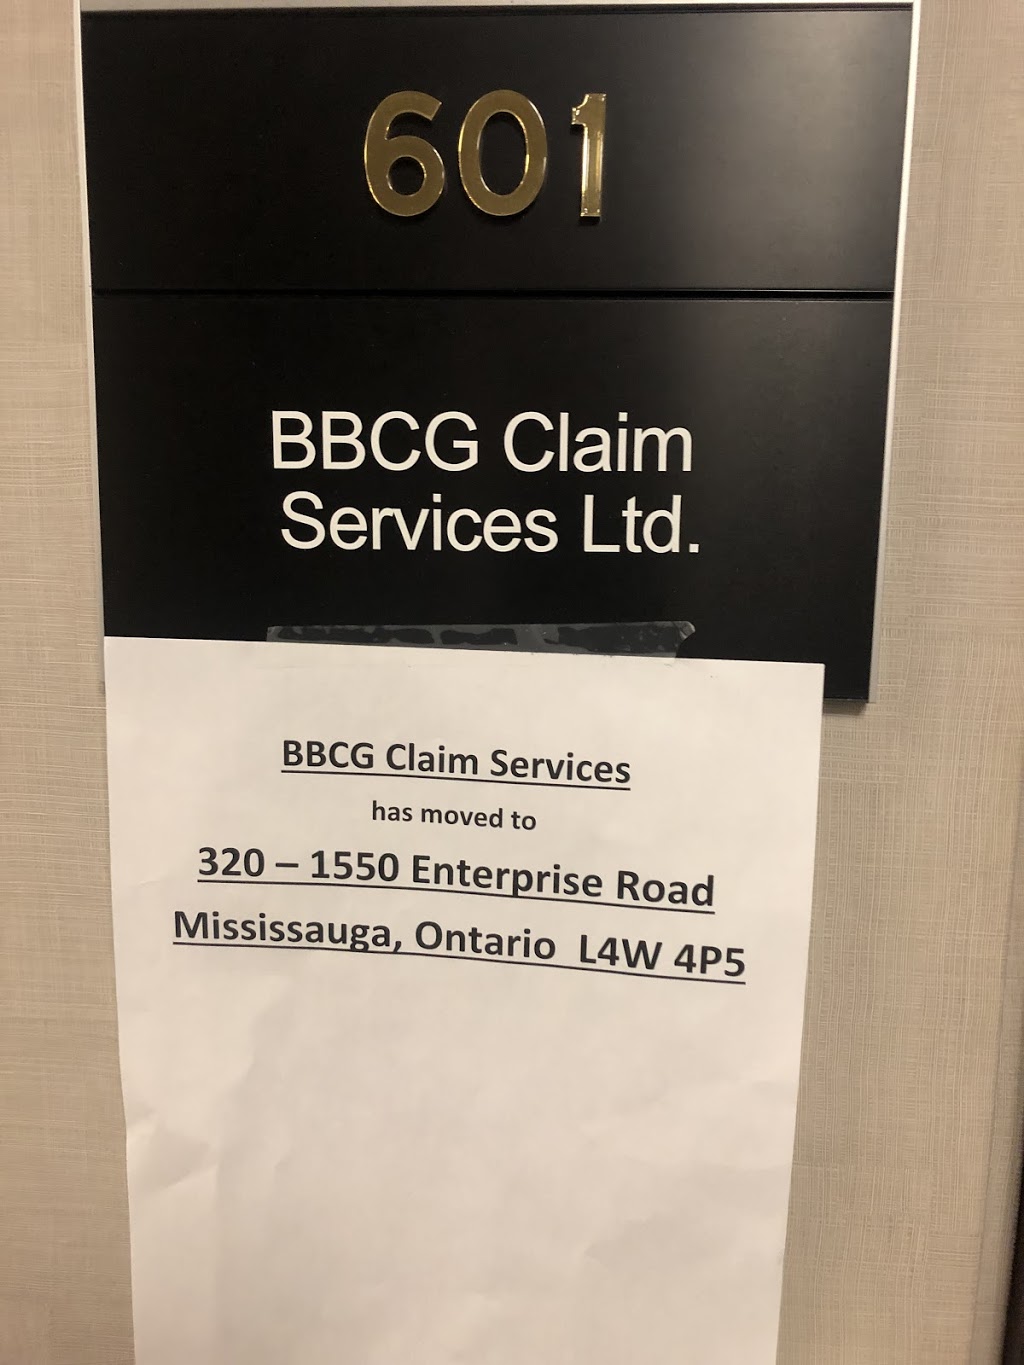 601
BBCG Claim
Services Ltd.
BBCG Claim Services
has moved to
320 – 1550 Enterprise Road
Mississauga, Ontario  L4W 4P5